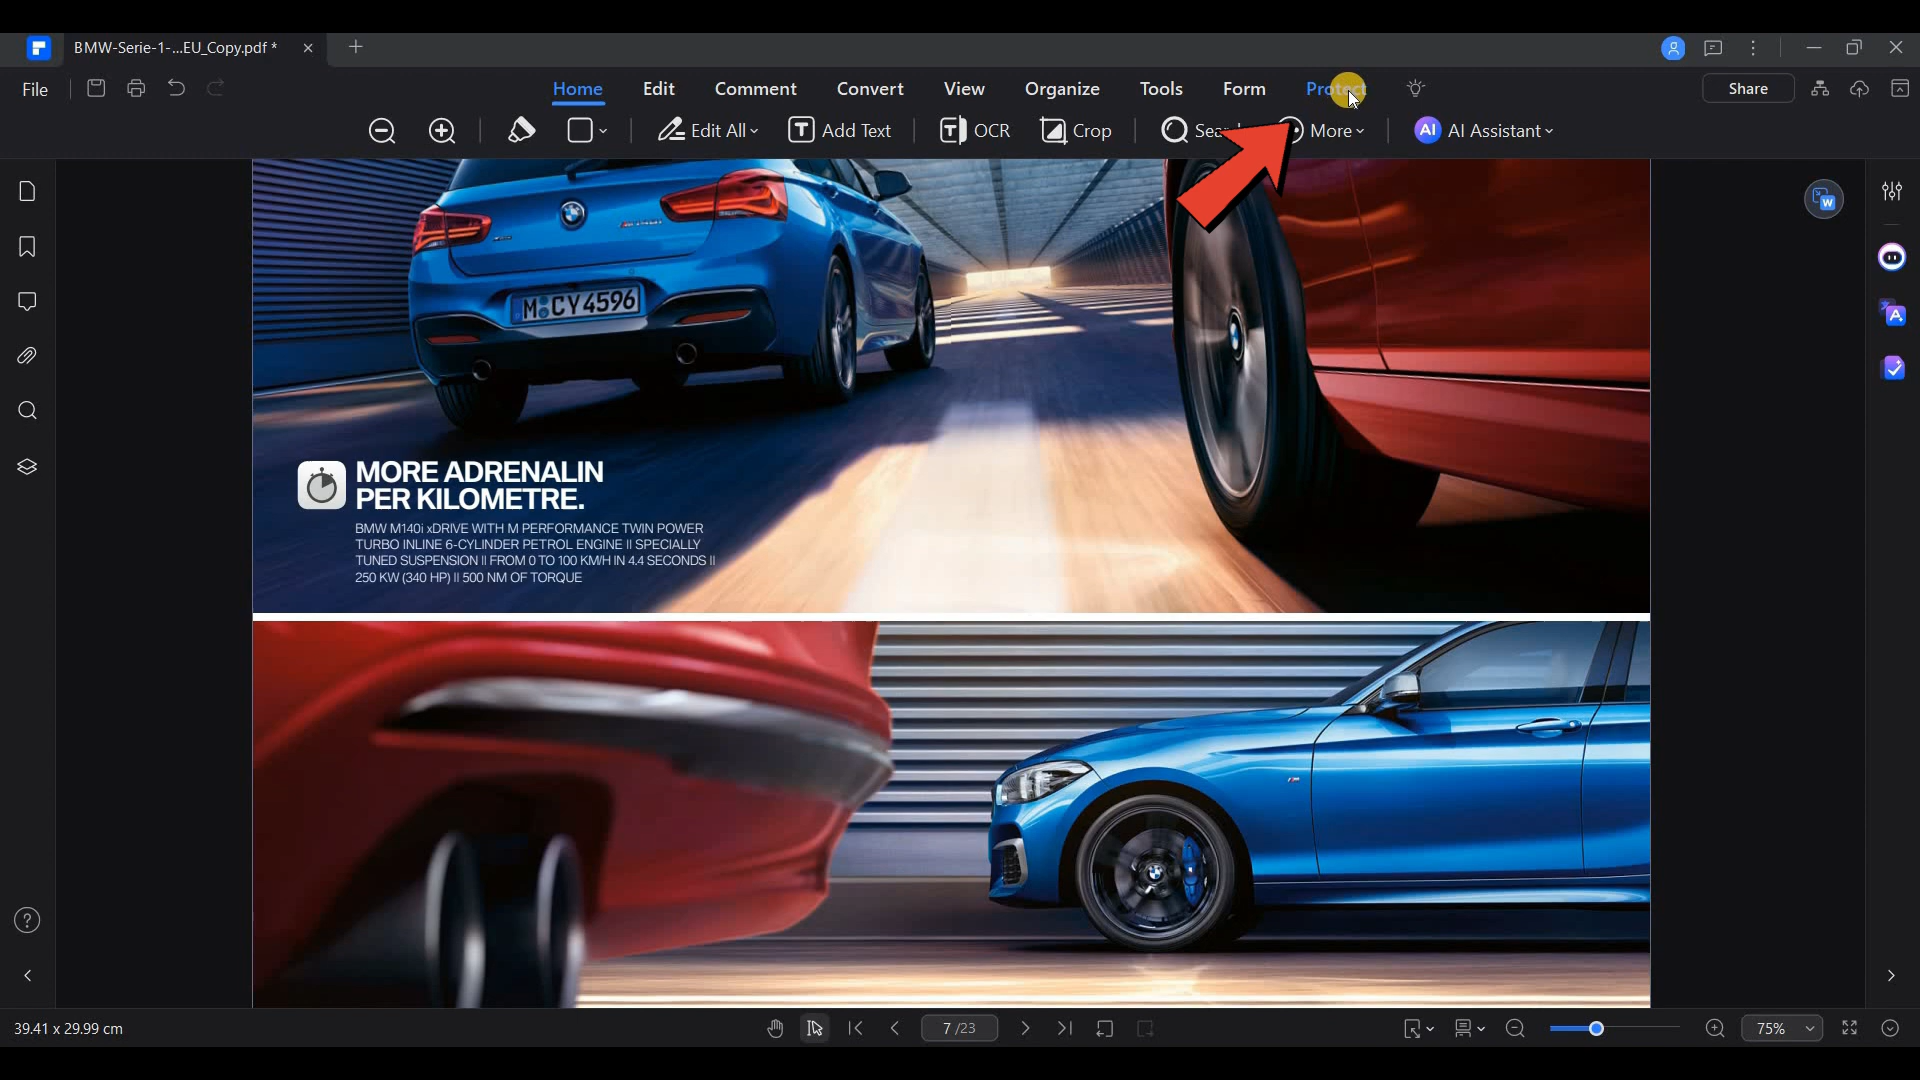 BMW-Serie-1-...EU_Copy.pdf *
File
Home
Edit
Comment
Convert
View
Organize
Tools
Form
Protect
Share
Edit All
Add Text
OCR
Crop
More
AI Assistant
M CY 4596
MORE ADRENALIN
PER KILOMETRE.
BMW M140i xDRIVE WITH M PERFORMANCE TWIN POWER
TURBO INLINE 6-CYLINDER PETROL ENGINE II SPECIALLY
TUNED SUSPENSION II FROM 0 TO 100 KM/H IN 4.4 SECONDS II
250 KW (340 HP) II 500 NM OF TORQUE
39.41 x 29.99 cm
7 /23
75%